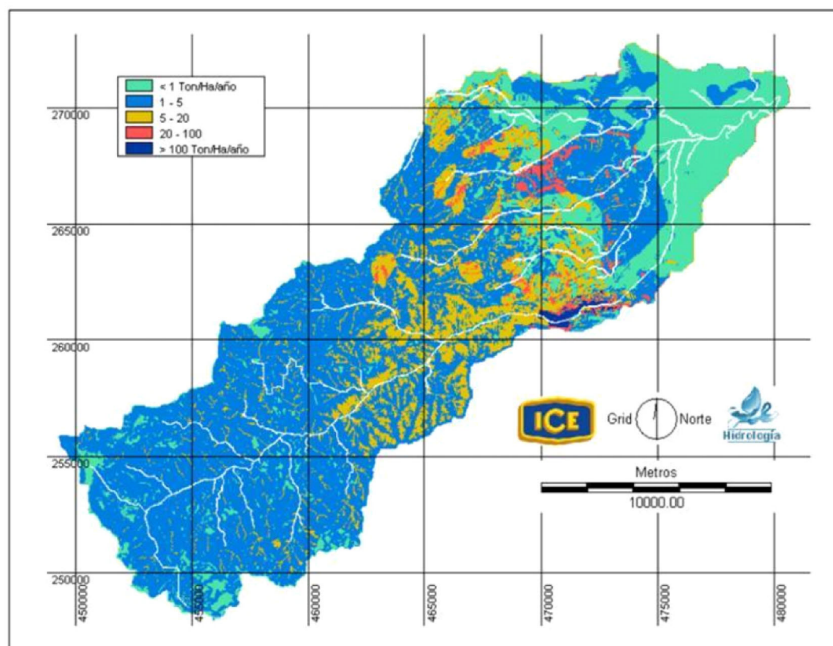 < 1 Ton/Ha/año
1 - 5
5 - 20
20 - 100
> 100 Ton/Ha/año
270000
265000
260000
255000
250000
ICE
Grid Norte
Hidrología
Metros
10000.00
450000
455000
460000
465000
470000
475000
480000